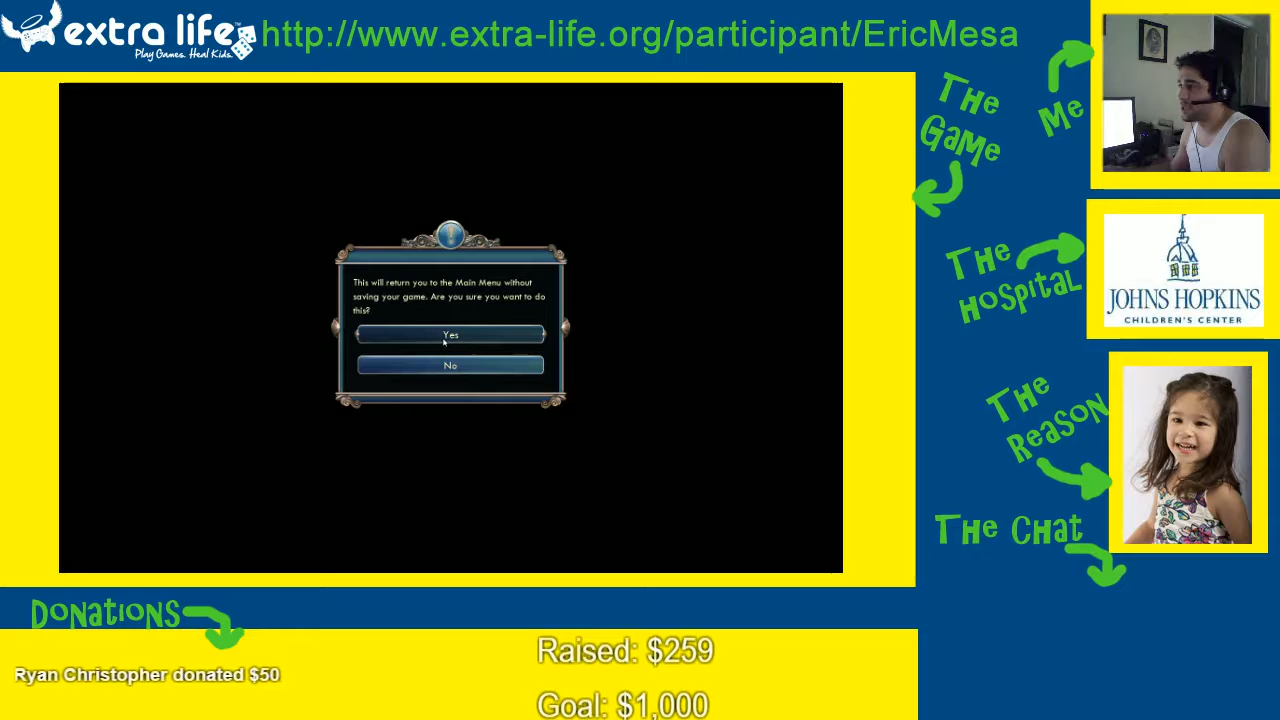 extra life
Play Games. Heal Kids.
http://www.extra-life.org/participant/EricMesa
The Game
Me
The Hospital
JOHNS HOPKINS
CHILDREN'S CENTER
The Reason
The Chat
This will return you to the Main Menu without
saving your game. Are you sure you want to do
this?
Yes
No
Donations
Ryan Christopher donated $50
Raised: $259
Goal: $1,000